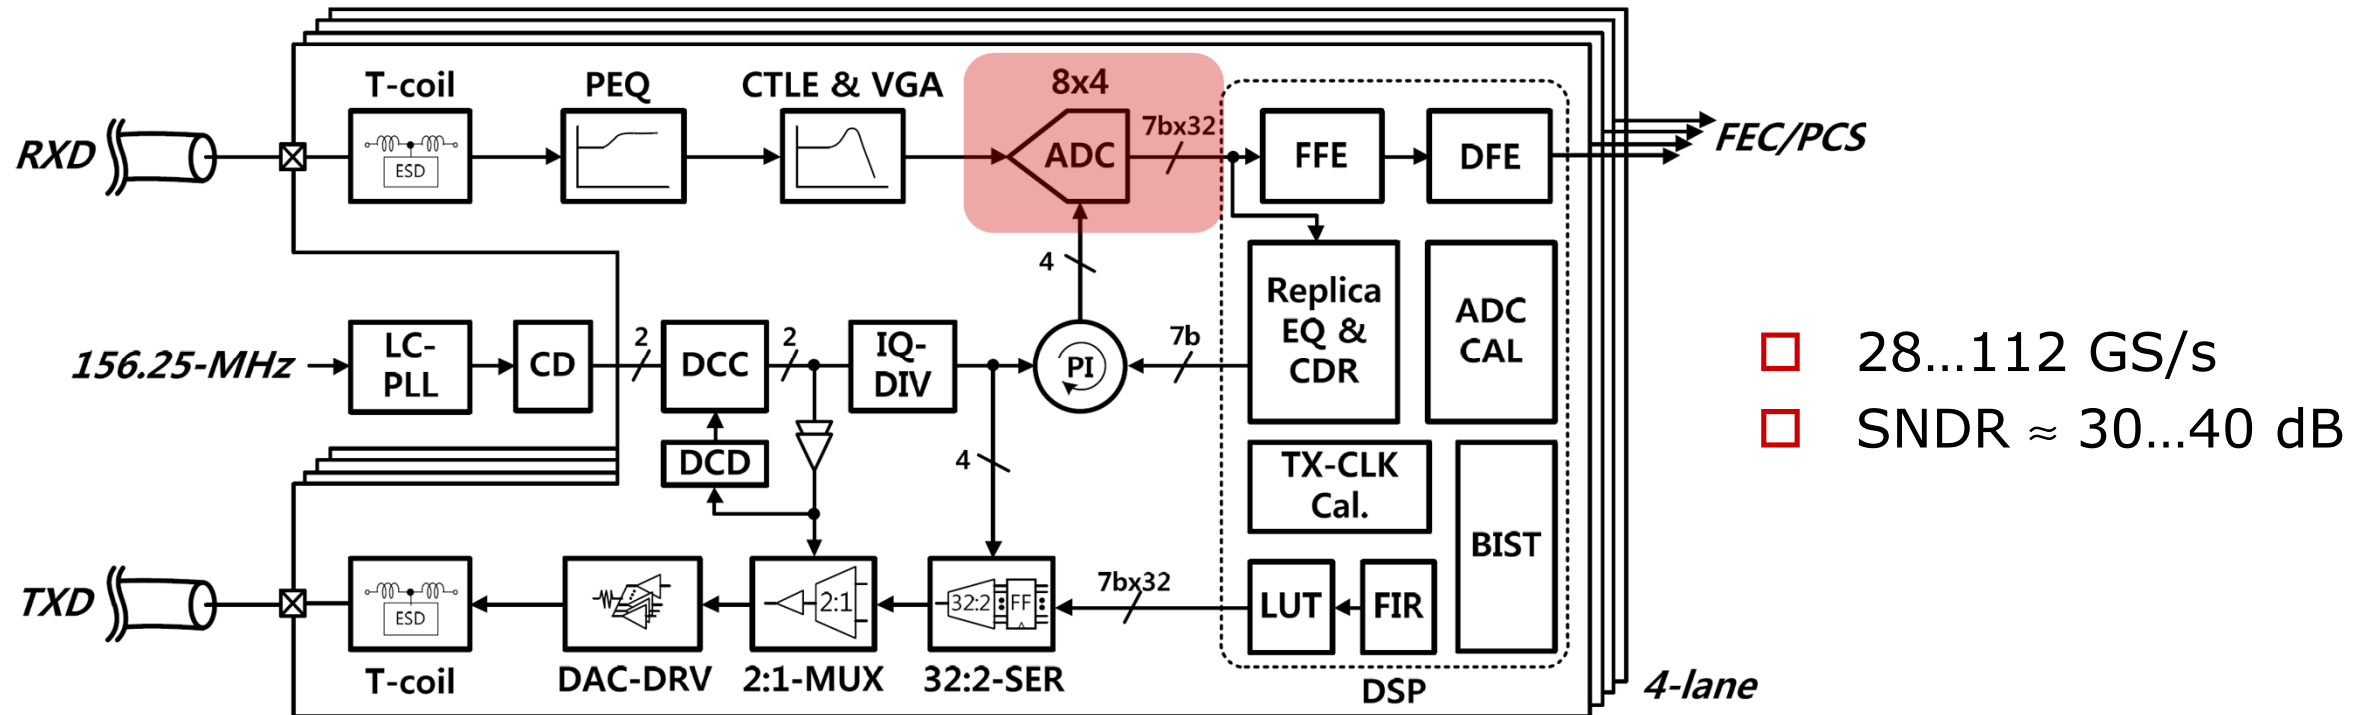 T-coil
PEQ
CTLE & VGA
8x4
RXD
ESD
ADC
7bx32
FFE
DFE
FEC/PCS
4
Replica
EQ &
CDR
ADC
CAL
156.25-MHz
LC-
PLL
CD
2
DCC
2
IQ-
DIV
PI
7b
28...112 GS/s
SNDR ≈ 30...40 dB
DCD
4
TX-CLK
Cal.
BIST
TXD
ESD
2:1
32:2
FF
7bx32
LUT
FIR
T-coil
DAC-DRV
2:1-MUX
32:2-SER
DSP
4-lane